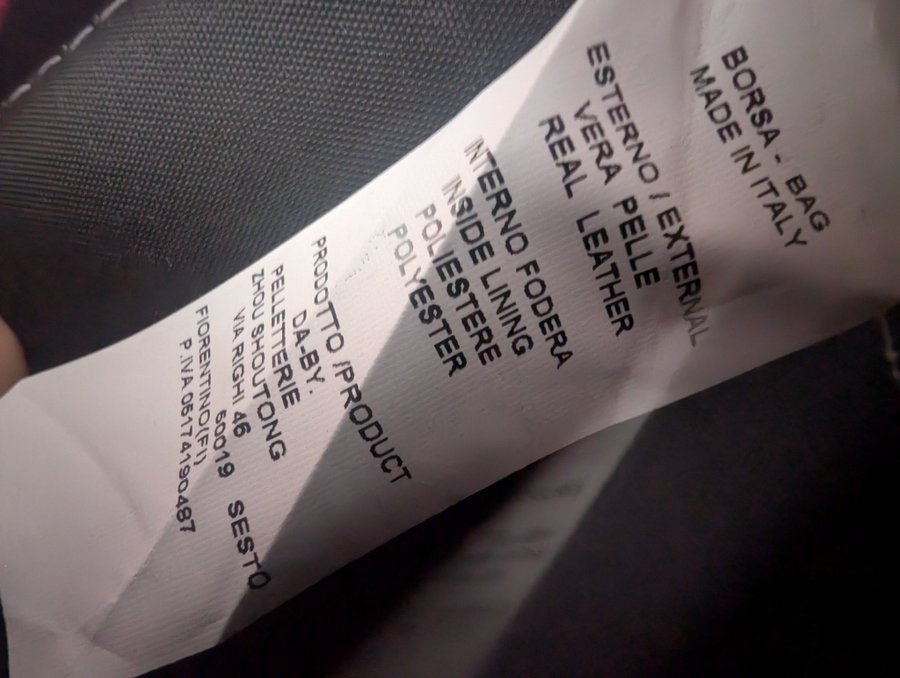 BORSA - BAG
MADE IN ITALY
ESTERNO / EXTERNAL
VERA PELLE
REAL LEATHER
INTERNO FODERA
INSIDE LINING
POLIESTERE
POLYESTER
PRODOTTO /PRODUCT
DA-BY.
PELLETTERIE
ZHOU SHOUTONG
VIA RIGHI 46
50019 SESTO
FIORENTINO(FI)
P.IVA 06174190487